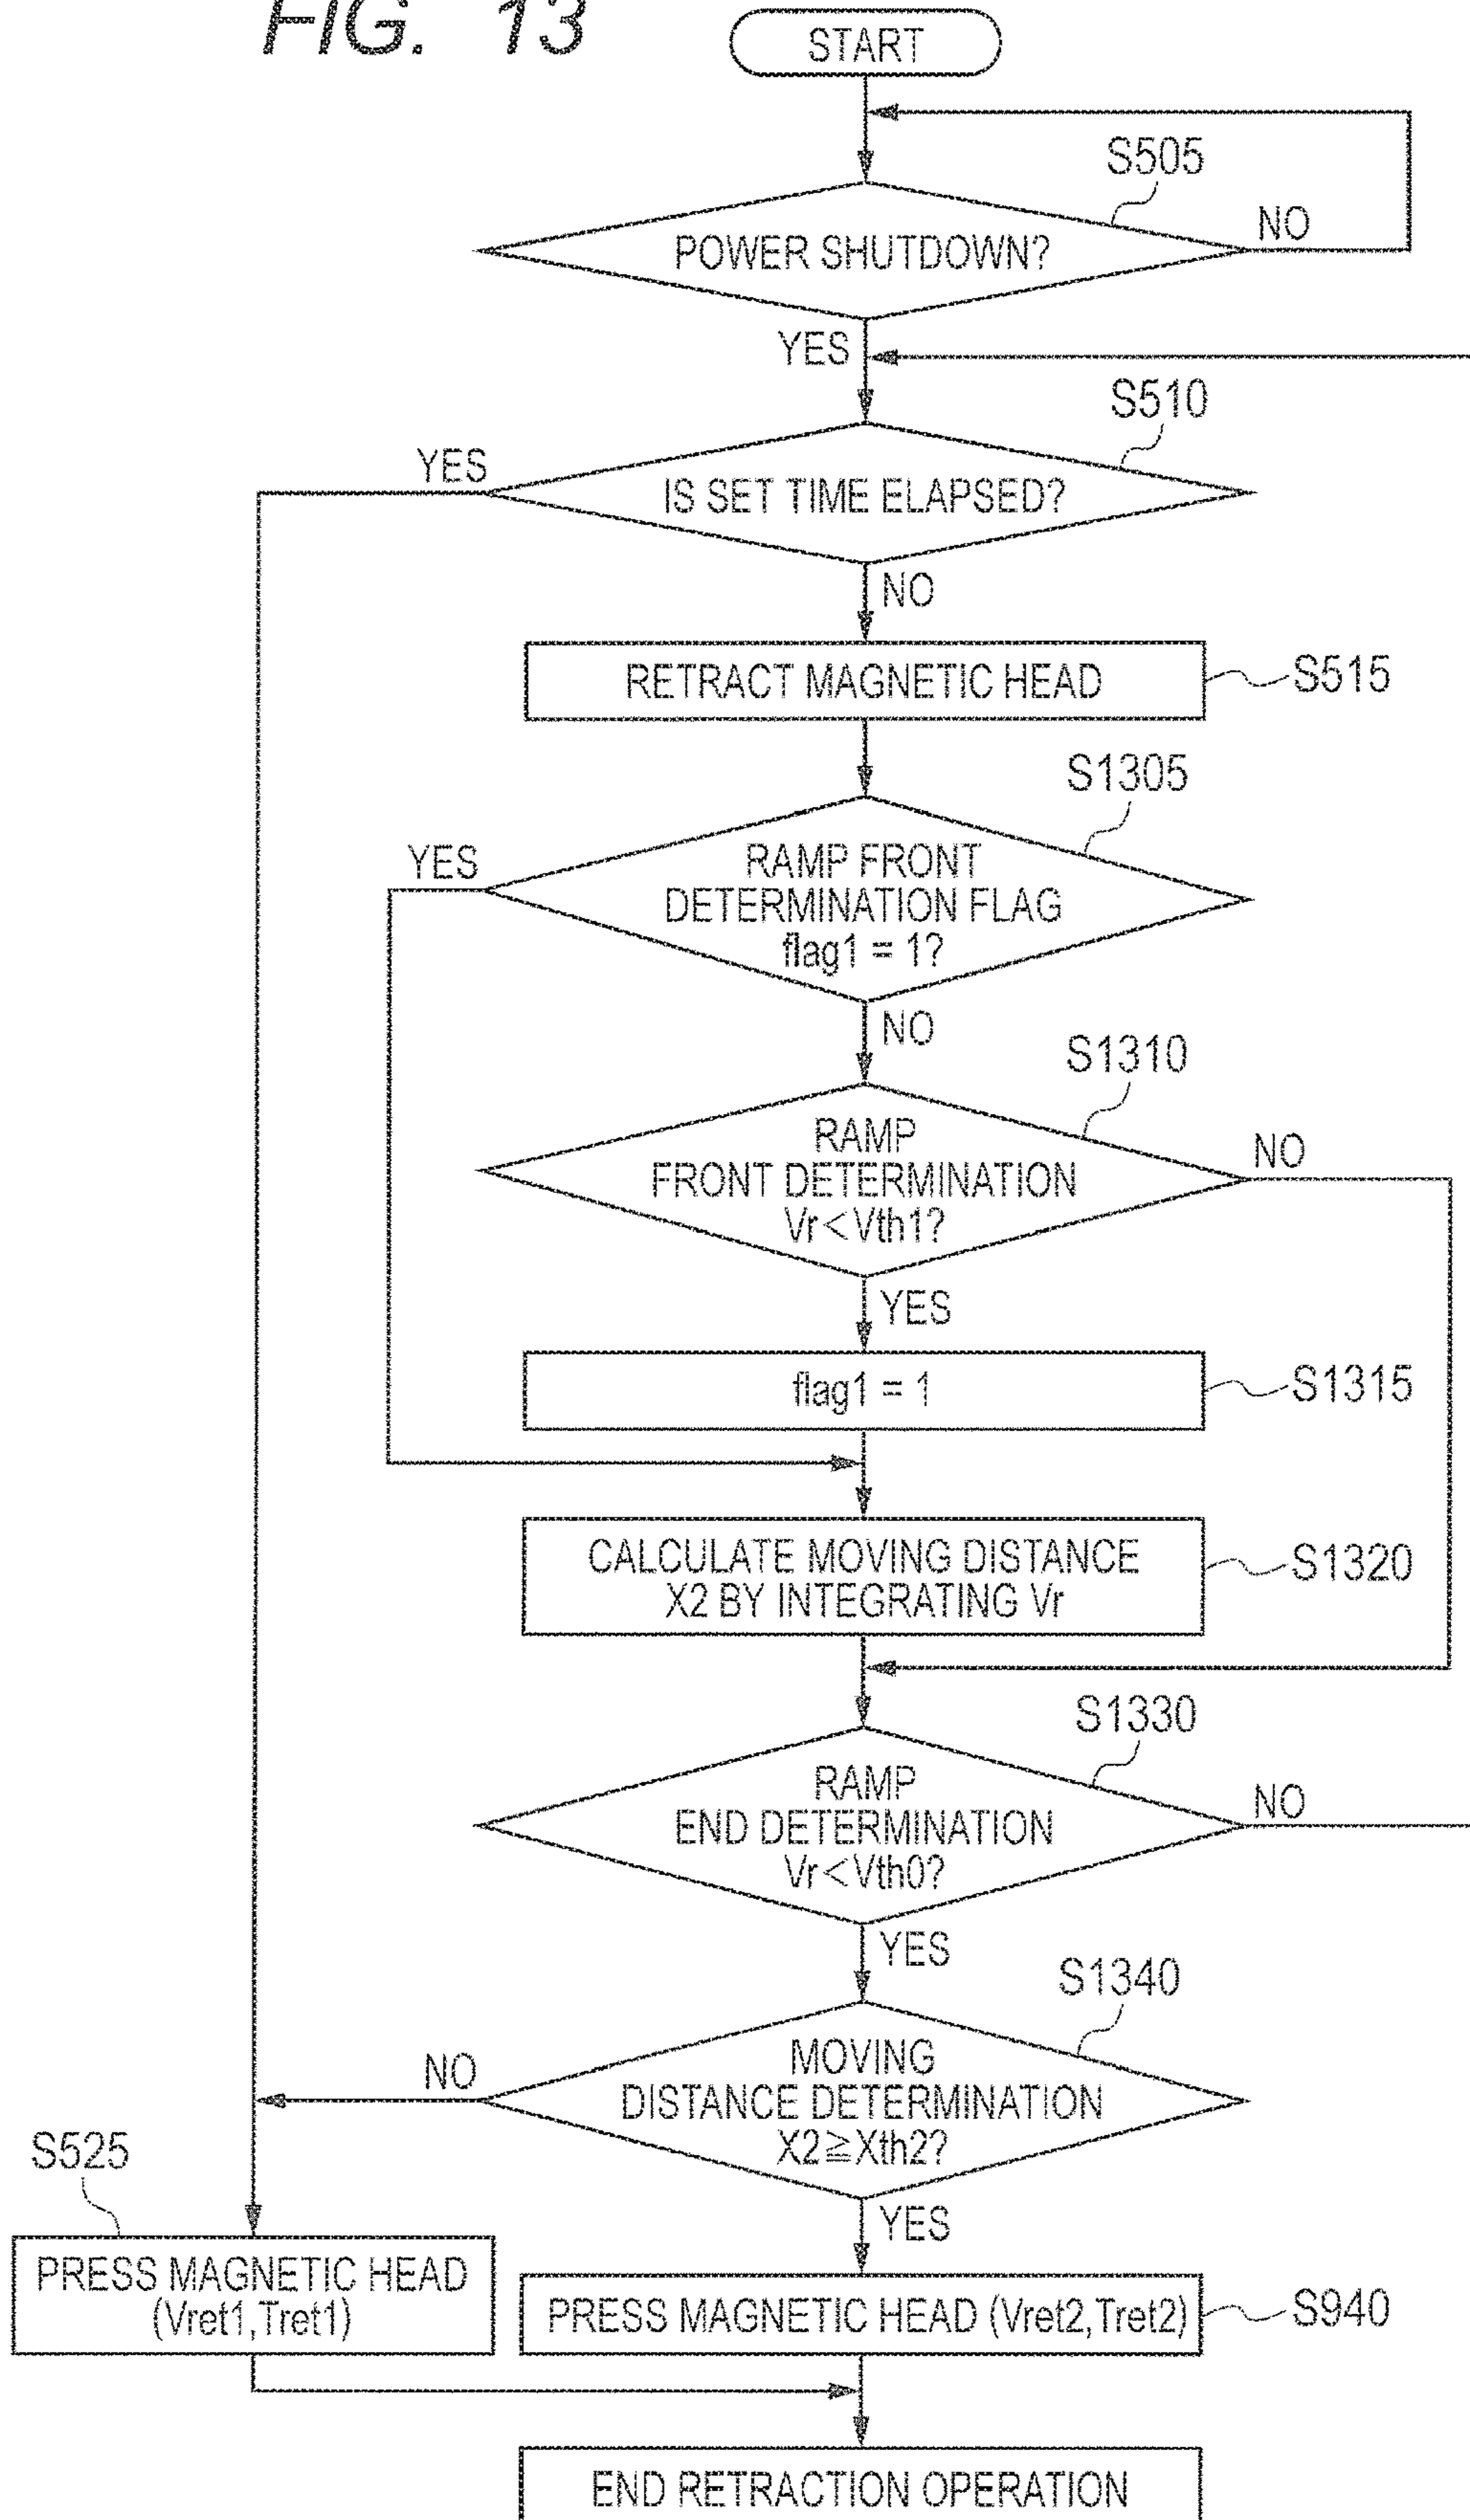 FIG. 13
START
S505
POWER SHUTDOWN?
NO
YES
S510
YES
IS SET TIME ELAPSED?
NO
RETRACT MAGNETIC HEAD
S515
S1305
YES
RAMP FRONT
DETERMINATION FLAG
flag1 = 1?
NO
S1310
RAMP
FRONT DETERMINATION
Vr<Vth1?
NO
YES
flag1 = 1
S1315
CALCULATE MOVING DISTANCE
X2 BY INTEGRATING Vr
S1320
S1330
RAMP
END DETERMINATION
Vr<Vth0?
NO
YES
S1340
MOVING
DISTANCE DETERMINATION
X2≧Xth2?
NO
YES
S525
PRESS MAGNETIC HEAD
(Vret1,Tret1)
PRESS MAGNETIC HEAD (Vret2,Tret2)
S940
END RETRACTION OPERATION